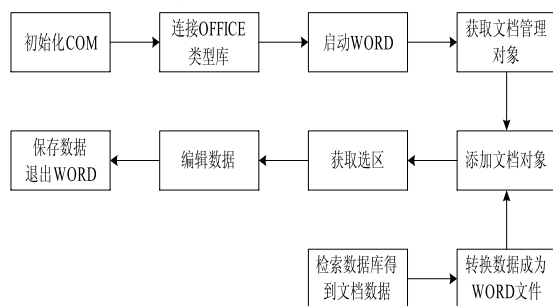 初始化COM
连接OFFICE
类型库
启动WORD
获取文档管理
对象
保存数据
退出WORD
编辑数据
获取选区
添加文档对象
检索数据库得
到文档数据
转换数据成为
WORD文件